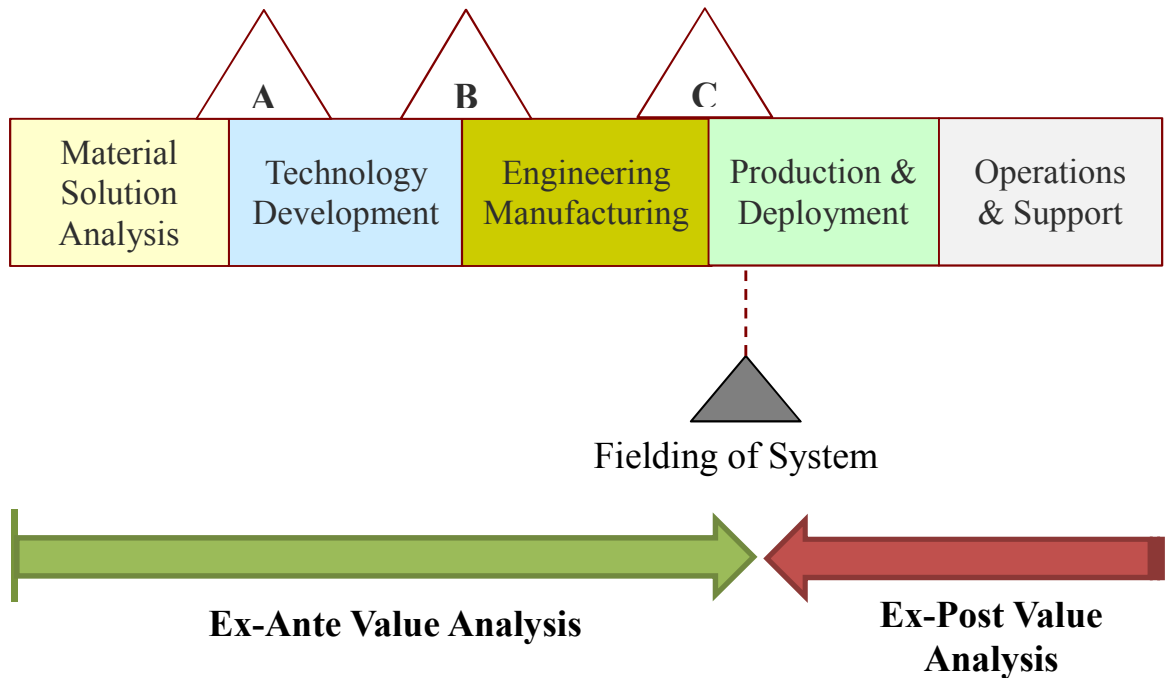 A
B
C
Material
Solution
Analysis
Technology
Development
Engineering
Manufacturing
Production &
Deployment
Operations
& Support
Fielding of System
Ex-Ante Value Analysis
Ex-Post Value
Analysis